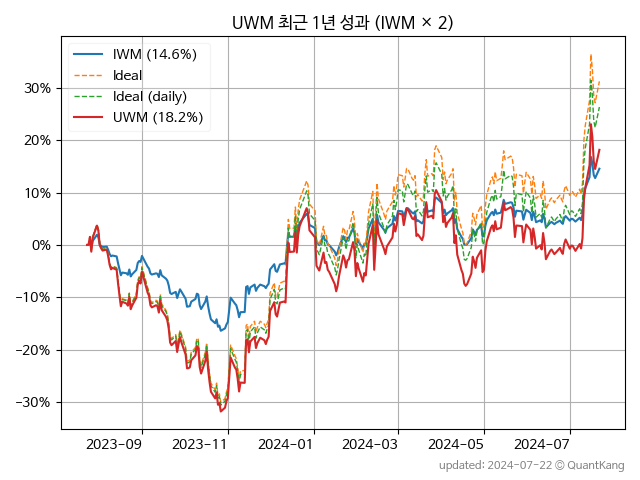 UWM 최근 1년 성과 (IWM × 2)
IWM (14.6%)
Ideal
Ideal (daily)
UWM (18.2%)
30%
20%
10%
0%
−10%
−20%
−30%
2023-09
2023-11
2024-01
2024-03
2024-05
2024-07
updated: 2024-07-22 © QuantKang